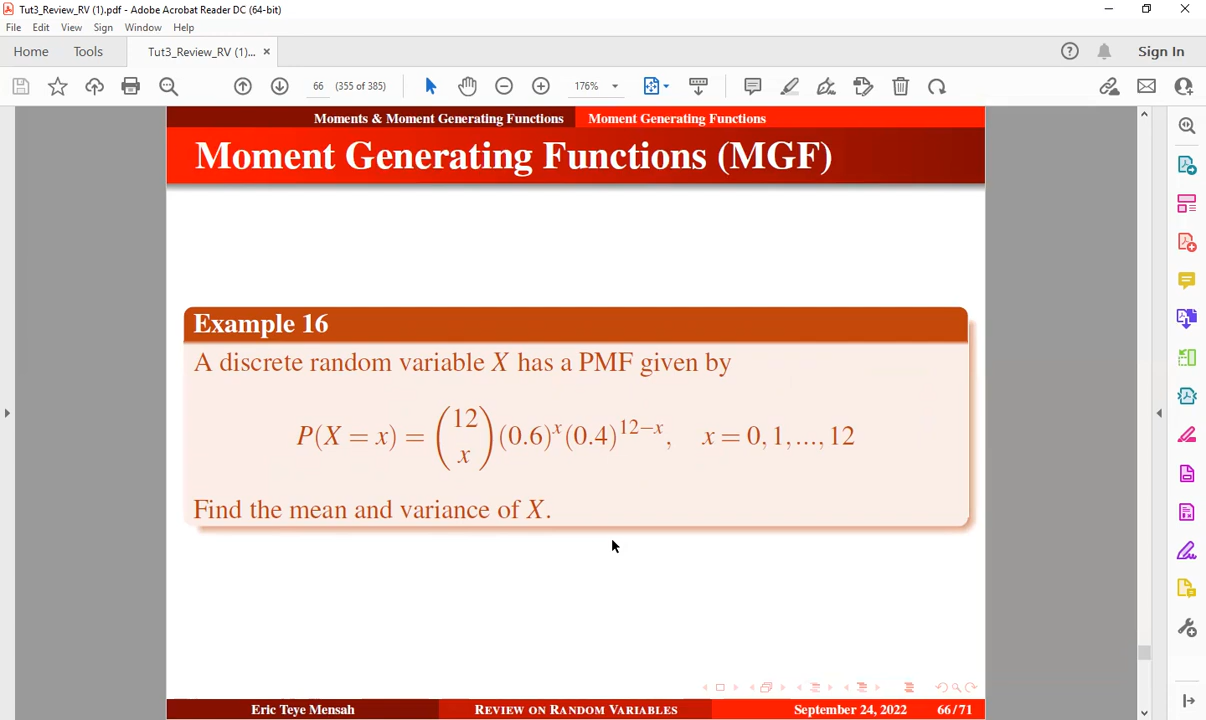 Tut3_Review_RV (1).pdf - Adobe Acrobat Reader DC (64-bit)
File Edit View Sign Window Help
Home Tools Tut3_Review_RV (1)... × Sign In
66 (355 of 385) 176%
Moments & Moment Generating Functions Moment Generating Functions
Moment Generating Functions (MGF)
Example 16
A discrete random variable X has a PMF given by
P(X = x) = (12 x)(0.6)^x(0.4)^{12−x}, x = 0, 1, ..., 12
Find the mean and variance of X.
Eric Teye Mensah REVIEW ON RANDOM VARIABLES September 24, 2022 66/71